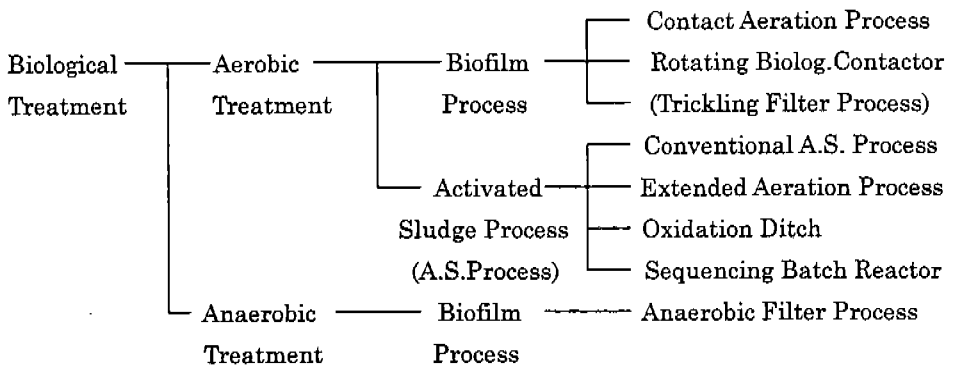 Contact Aeration Process
Biological Aerobic Biofilm Rotating Biolog.Contactor
Treatment Treatment Process (Trickling Filter Process)
Conventional A.S. Process
Activated Extended Aeration Process
Sludge Process Oxidation Ditch
(A.S.Process) Sequencing Batch Reactor
Anaerobic Biofilm Anaerobic Filter Process
Treatment Process